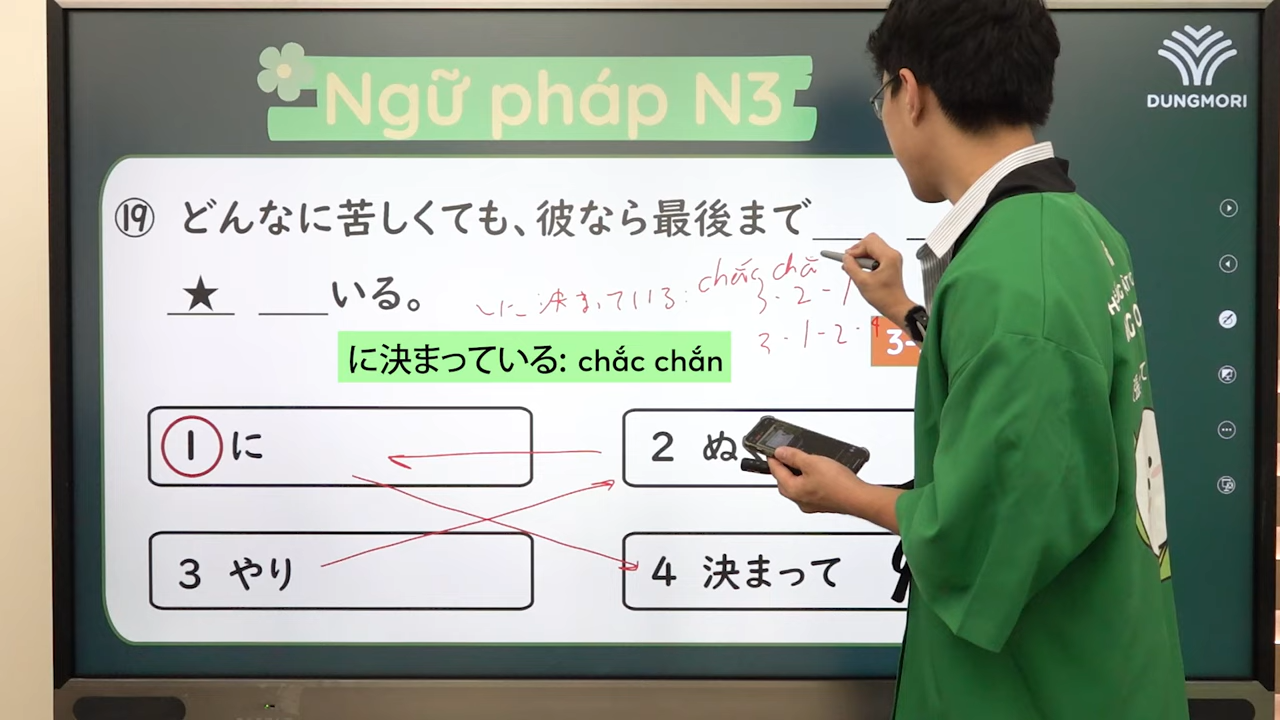 Ngữ pháp N3
DUNGMORI
⑲ どんなに苦しくても、彼なら最後まで
★ いる。
〜に決まっている: chắc chắ
3-2-1
3-1-2-4
3-
に決まっている: chắc chắn
1 に
2 ぬ
3 やり
4 決まって